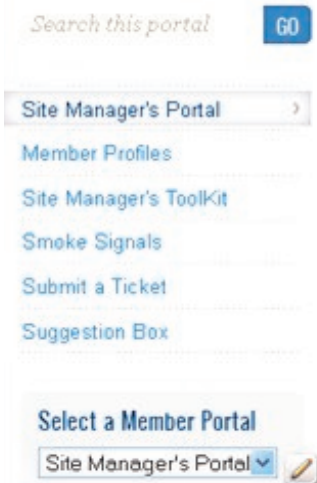 Search this portal
GO
Site Manager's Portal
Member Profiles
Site Manager's ToolKit
Smoke Signals
Submit a Ticket
Suggestion Box
Select a Member Portal
Site Manager's Portal